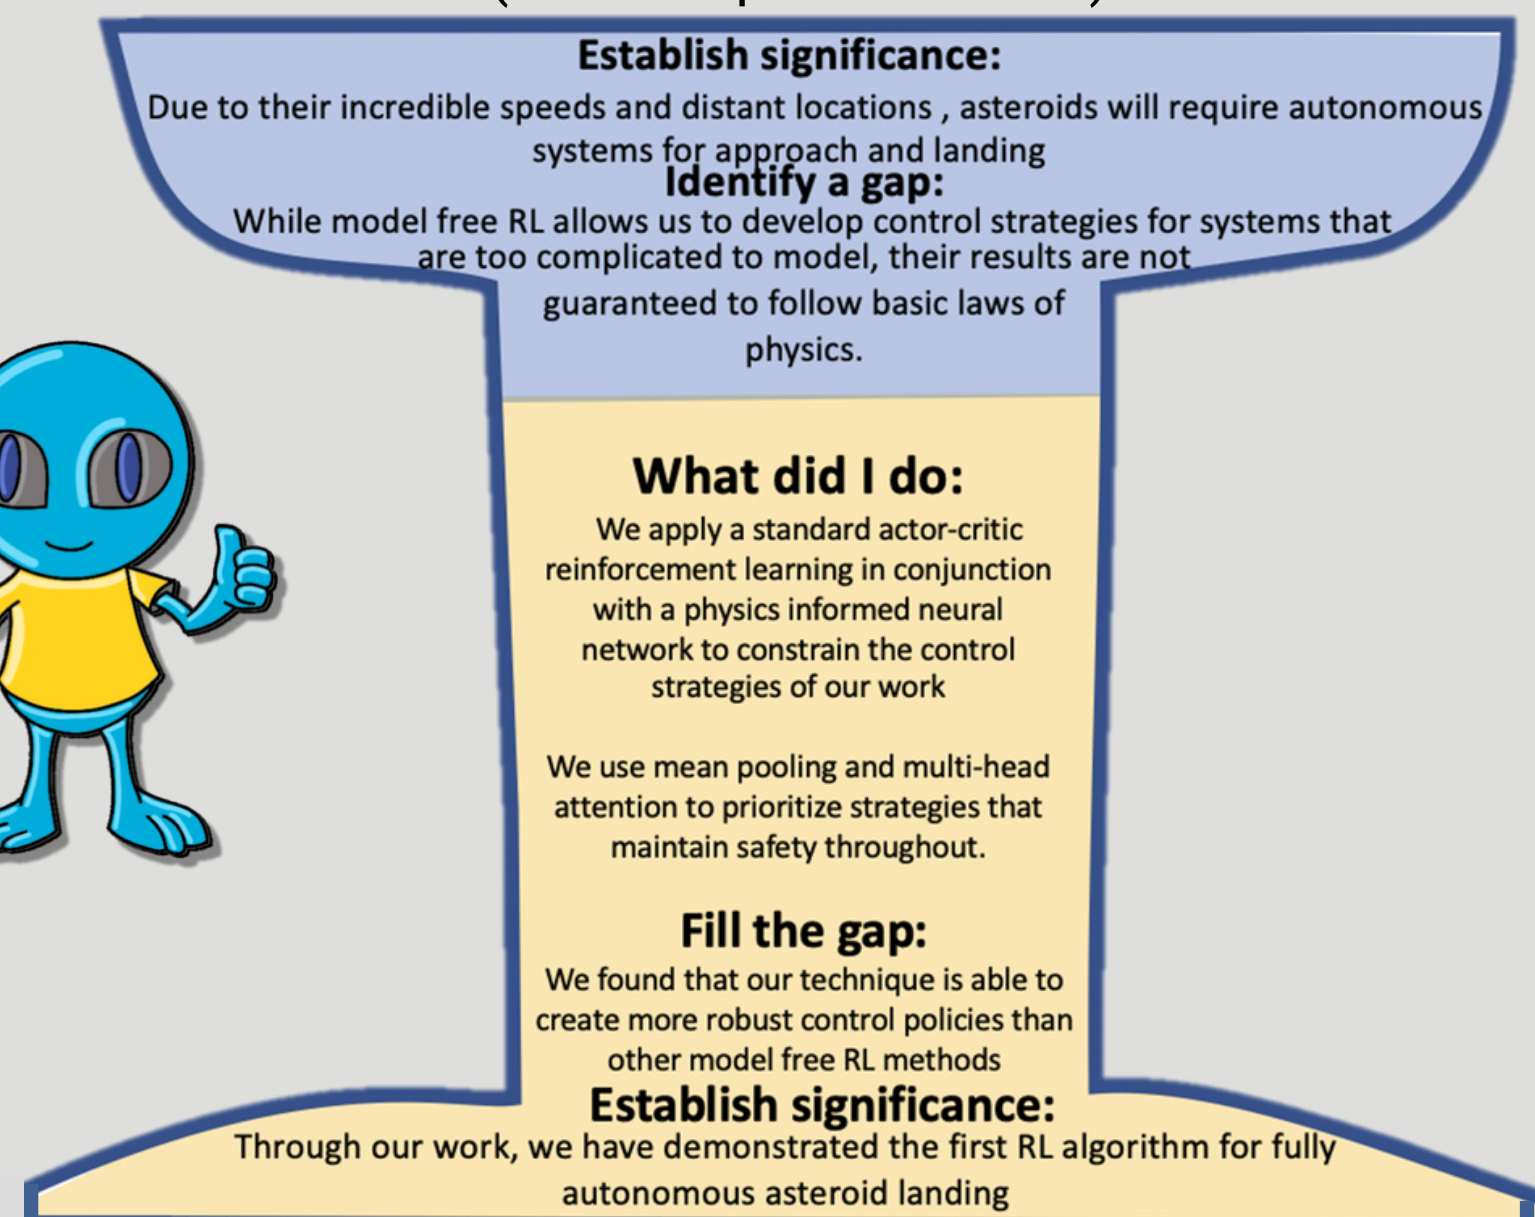 Establish significance:
Due to their incredible speeds and distant locations , asteroids will require autonomous
systems for approach and landing
Identify a gap:
While model free RL allows us to develop control strategies for systems that
are too complicated to model, their results are not
guaranteed to follow basic laws of
physics.
What did I do:
We apply a standard actor-critic
reinforcement learning in conjunction
with a physics informed neural
network to constrain the control
strategies of our work
We use mean pooling and multi-head
attention to prioritize strategies that
maintain safety throughout.
Fill the gap:
We found that our technique is able to
create more robust control policies than
other model free RL methods
Establish significance:
Through our work, we have demonstrated the first RL algorithm for fully
autonomous asteroid landing